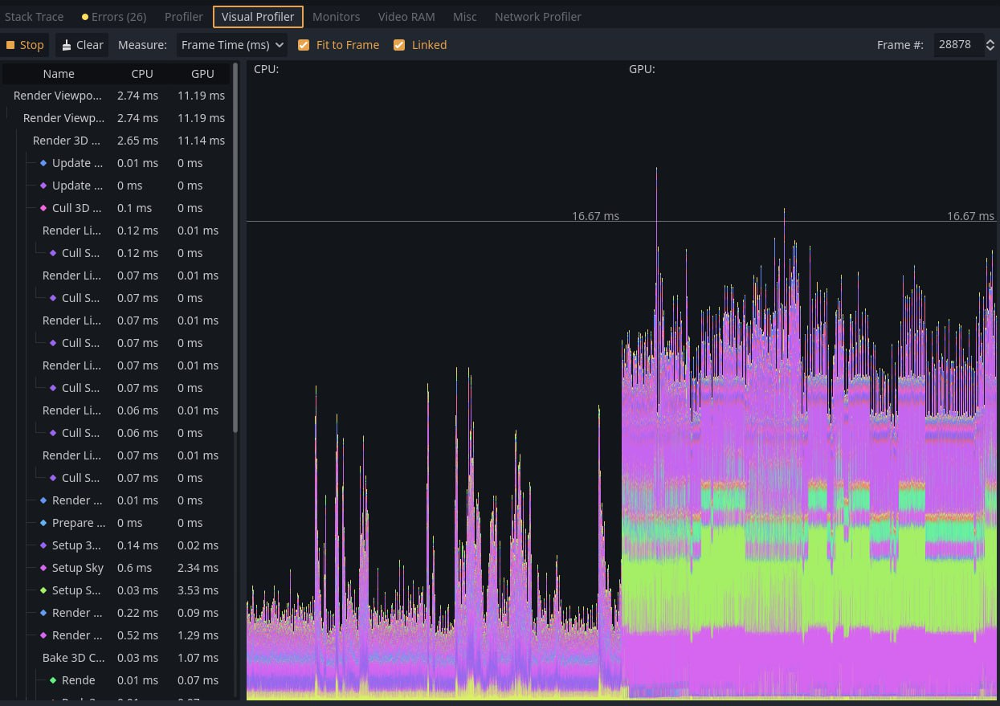 Stack Trace Errors (26) Profiler Visual Profiler Monitors Video RAM Misc Network Profiler
Stop Clear Measure: Frame Time (ms) Fit to Frame Linked Frame #: 28878
Name CPU GPU
Render Viewpo... 2.74 ms 11.19 ms
Render Viewp... 2.74 ms 11.19 ms
Render 3D ... 2.65 ms 11.14 ms
Update ... 0.01 ms 0 ms
Update ... 0 ms 0 ms
Cull 3D ... 0.1 ms 0 ms
Render Li... 0.12 ms 0.01 ms
Cull S... 0.12 ms 0 ms
Render Li... 0.07 ms 0.01 ms
Cull S... 0.07 ms 0 ms
Render Li... 0.07 ms 0.01 ms
Cull S... 0.07 ms 0 ms
Render Li... 0.07 ms 0.01 ms
Cull S... 0.07 ms 0 ms
Render Li... 0.06 ms 0.01 ms
Cull S... 0.06 ms 0 ms
Render Li... 0.07 ms 0.01 ms
Cull S... 0.07 ms 0 ms
Render ... 0.01 ms 0 ms
Prepare ... 0 ms 0 ms
Setup 3... 0.14 ms 0.02 ms
Setup Sky 0.6 ms 2.34 ms
Setup S... 0.03 ms 3.53 ms
Render ... 0.22 ms 0.09 ms
Render ... 0.52 ms 1.29 ms
Bake 3D C... 0.03 ms 1.07 ms
Rende 0.01 ms 0.07 ms
CPU: GPU:
16.67 ms 16.67 ms